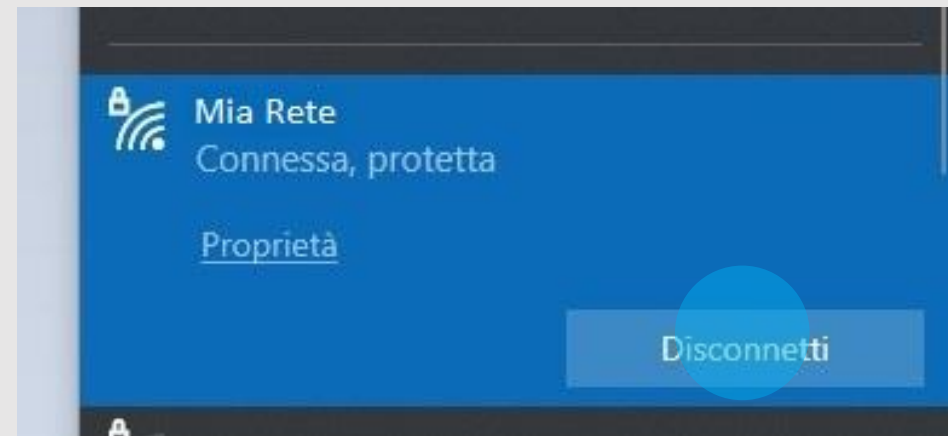 Mia Rete
Connessa, protetta
Proprietà
Disconnetti